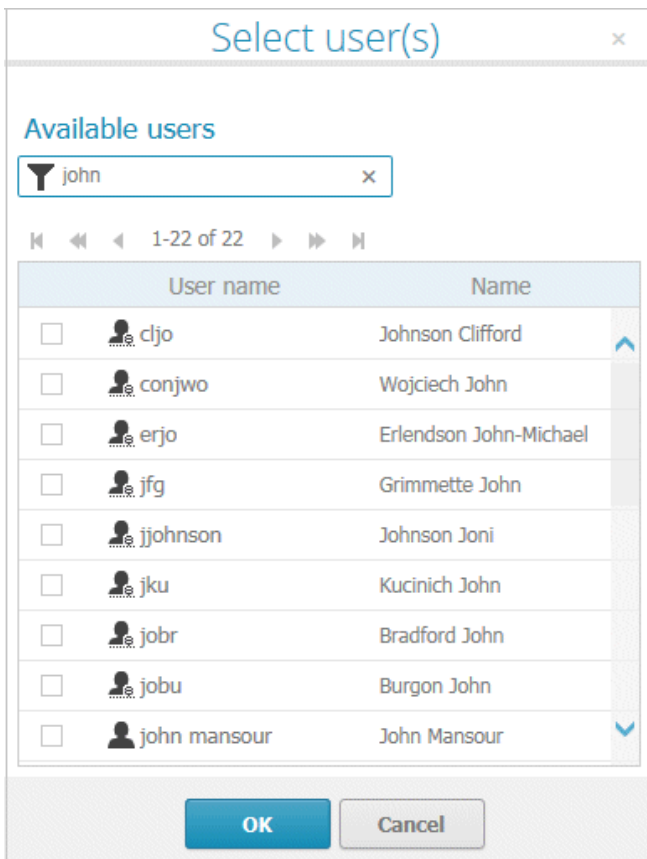 Select user(s)
Available users
john
1-22 of 22
User name Name
cljo Johnson Clifford
conjwo Wojciech John
erjo Erlendson John-Michael
jfg Grimmette John
jjohnson Johnson Joni
jku Kucinich John
jobr Bradford John
jobu Burgon John
john mansour John Mansour
OK Cancel